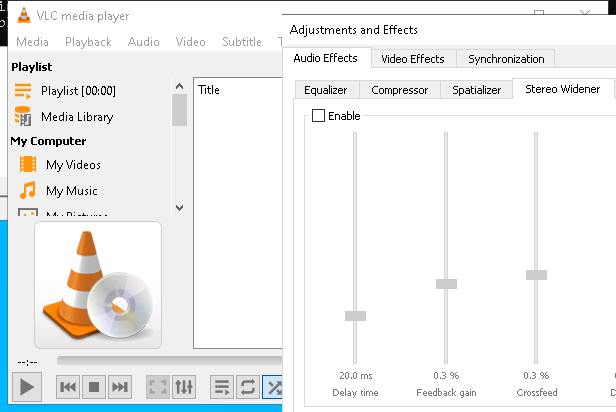 VLC media player
Media Playback Audio Video Subtitle
Adjustments and Effects
Audio Effects Video Effects Synchronization
Equalizer Compressor Spatializer Stereo Widener
Enable
Playlist
Playlist [00:00]
Media Library
My Computer
My Videos
My Music
My Pictures
Title
--:--
20.0 ms 0.3 % 0.3 %
Delay time Feedback gain Crossfeed